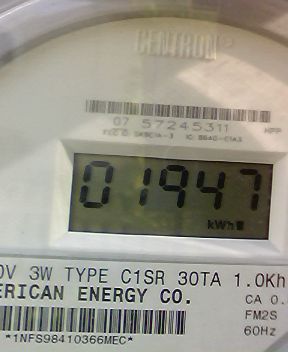 CENTRON®
07 57245311
01947
kWh
0V 3W TYPE C1SR 30TA 1.0Kh
ERICAN ENERGY CO.
CA 0.
FM2S
60Hz
*1NFS98410366MEC*